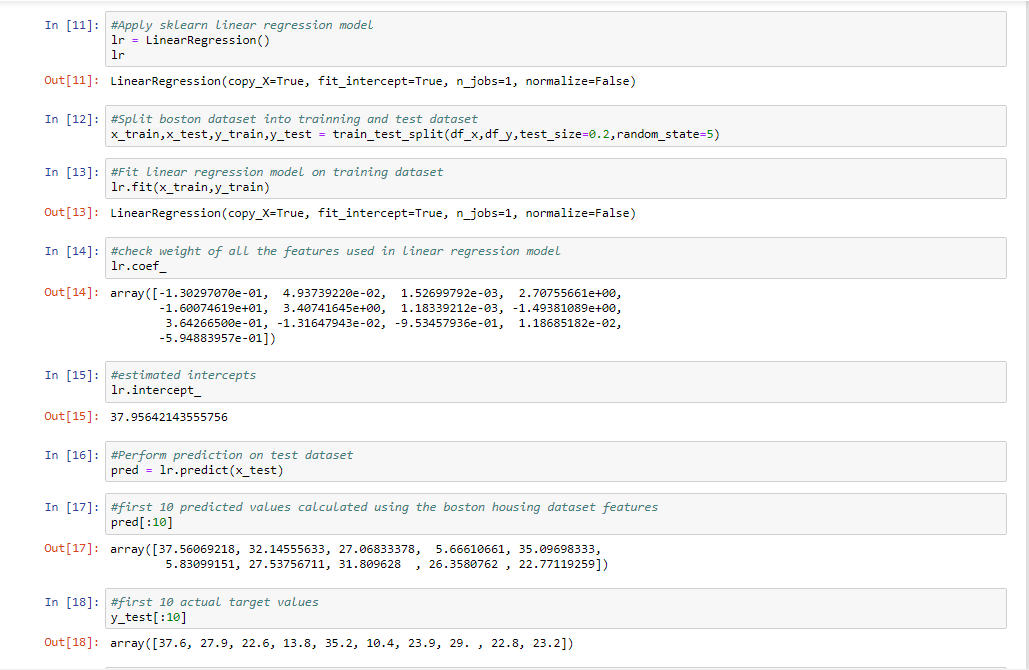 In [11]: #Apply sklearn linear regression model
lr = LinearRegression()
lr
Out[11]: LinearRegression(copy_X=True, fit_intercept=True, n_jobs=1, normalize=False)
In [12]: #Split boston dataset into trainning and test dataset
x_train,x_test,y_train,y_test = train_test_split(df_x,df_y,test_size=0.2,random_state=5)
In [13]: #Fit linear regression model on training dataset
lr.fit(x_train,y_train)
Out[13]: LinearRegression(copy_X=True, fit_intercept=True, n_jobs=1, normalize=False)
In [14]: #check weight of all the features used in linear regression model
lr.coef_
Out[14]: array([-1.30297070e-01,  4.93739220e-02,  1.52699792e-03,  2.70755661e+00,
-1.60074619e+01,  3.40741645e+00,  1.18339212e-03, -1.49381089e+00,
3.64266500e-01, -1.31647943e-02, -9.53457936e-01,  1.18685182e-02,
-5.94883957e-01])
In [15]: #estimated intercepts
lr.intercept_
Out[15]: 37.95642143555756
In [16]: #Perform prediction on test dataset
pred = lr.predict(x_test)
In [17]: #first 10 predicted values calculated using the boston housing dataset features
pred[:10]
Out[17]: array([37.56069218, 32.14555633, 27.06833378,  5.66610661, 35.09698333,
5.83099151, 27.53756711, 31.809628  , 26.3580762 , 22.77119259])
In [18]: #first 10 actual target values
y_test[:10]
Out[18]: array([37.6, 27.9, 22.6, 13.8, 35.2, 10.4, 23.9, 29. , 22.8, 23.2])